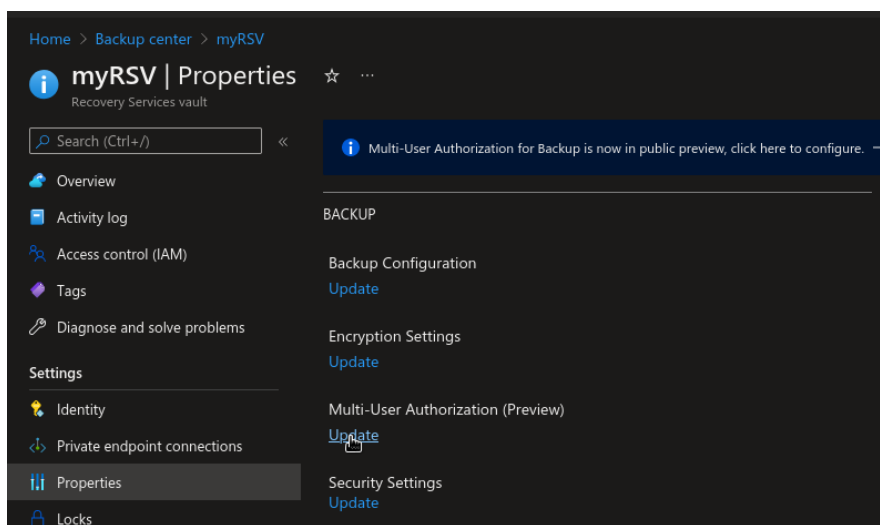 Home > Backup center > myRSV
myRSV | Properties
Recovery Services vault
Search (Ctrl+/)
Overview
Activity log
Access control (IAM)
Tags
Diagnose and solve problems
Settings
Identity
Private endpoint connections
Properties
Locks
Multi-User Authorization for Backup is now in public preview, click here to configure.
BACKUP
Backup Configuration
Update
Encryption Settings
Update
Multi-User Authorization (Preview)
Update
Security Settings
Update